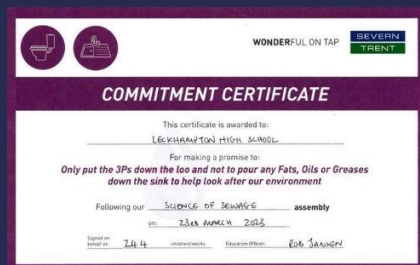 WONDERFUL ON TAP
SEVERN
TRENT
COMMITMENT CERTIFICATE
This certificate is awarded to:
LECKHAMPTON HIGH SCHOOL
For making a promise to:
Only put the 3Ps down the loo and not to pour any Fats, Oils or Greases
down the sink to help look after our environment
Following our SCIENCE OF SEWAGE assembly
on: 23RD MARCH 2023
Signed on
behalf of: 244 children/adults Education Officer: ROB JANSEN